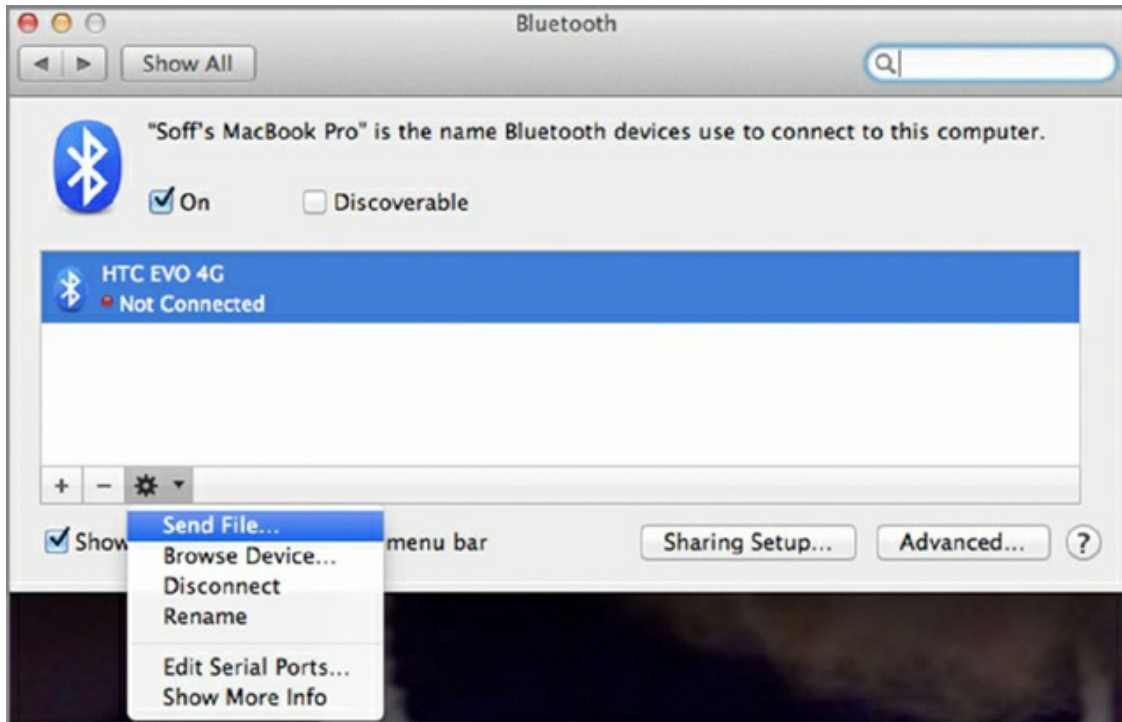 Bluetooth
Show All
"Soff's MacBook Pro" is the name Bluetooth devices use to connect to this computer.
On
Discoverable
HTC EVO 4G
Not Connected
+ −
Show
menu bar
Sharing Setup...
Advanced...
?
Send File...
Browse Device...
Disconnect
Rename
Edit Serial Ports...
Show More Info